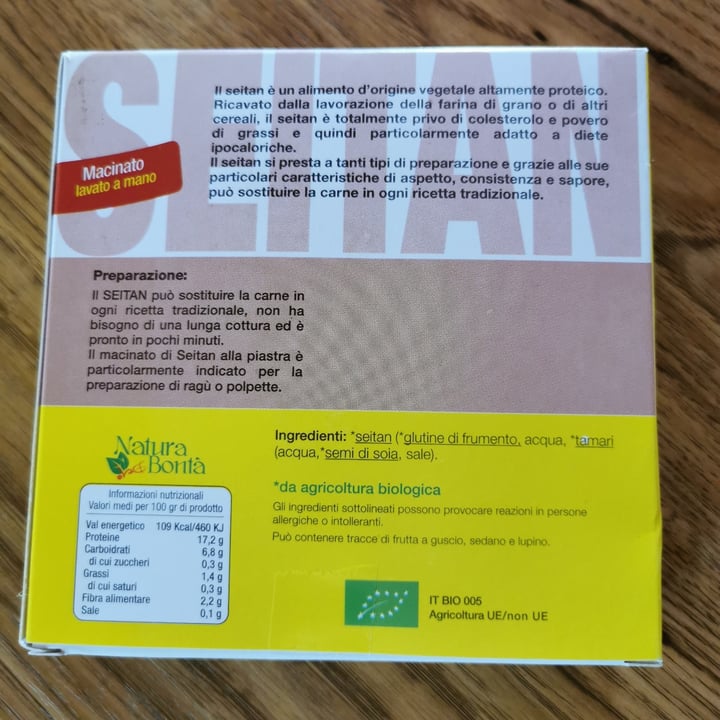 SEITAN
Il seitan è un alimento d'origine vegetale altamente proteico.
Ricavato dalla lavorazione della farina di grano o di altri
cereali, il seitan è totalmente privo di colesterolo e povero
di grassi e quindi particolarmente adatto a diete
ipocaloriche.
Il seitan si presta a tanti tipi di preparazione e grazie alle sue
particolari caratteristiche di aspetto, consistenza e sapore,
può sostituire la carne in ogni ricetta tradizionale.
Macinato
lavato a mano
Preparazione:
Il SEITAN può sostituire la carne in
ogni ricetta tradizionale, non ha
bisogno di una lunga cottura ed è
pronto in pochi minuti.
Il macinato di Seitan alla piastra è
particolarmente indicato per la
preparazione di ragù o polpette.
Natura
Bontà
Informazioni nutrizionali
Valori medi per 100 gr di prodotto
Val energetico 109 Kcal/460 KJ
Proteine 17,2 g
Carboidrati 6,8 g
di cui zuccheri 0,3 g
Grassi 1,4 g
di cui saturi 0,3 g
Fibra alimentare 2,2 g
Sale 0,1 g
Ingredienti: *seitan (*glutine di frumento, acqua, *tamari
(acqua,*semi di soia, sale).
*da agricoltura biologica
Gli ingredienti sottolineati possono provocare reazioni in persone
allergiche o intolleranti.
Può contenere tracce di frutta a guscio, sedano e lupino.
IT BIO 005
Agricoltura UE/non UE